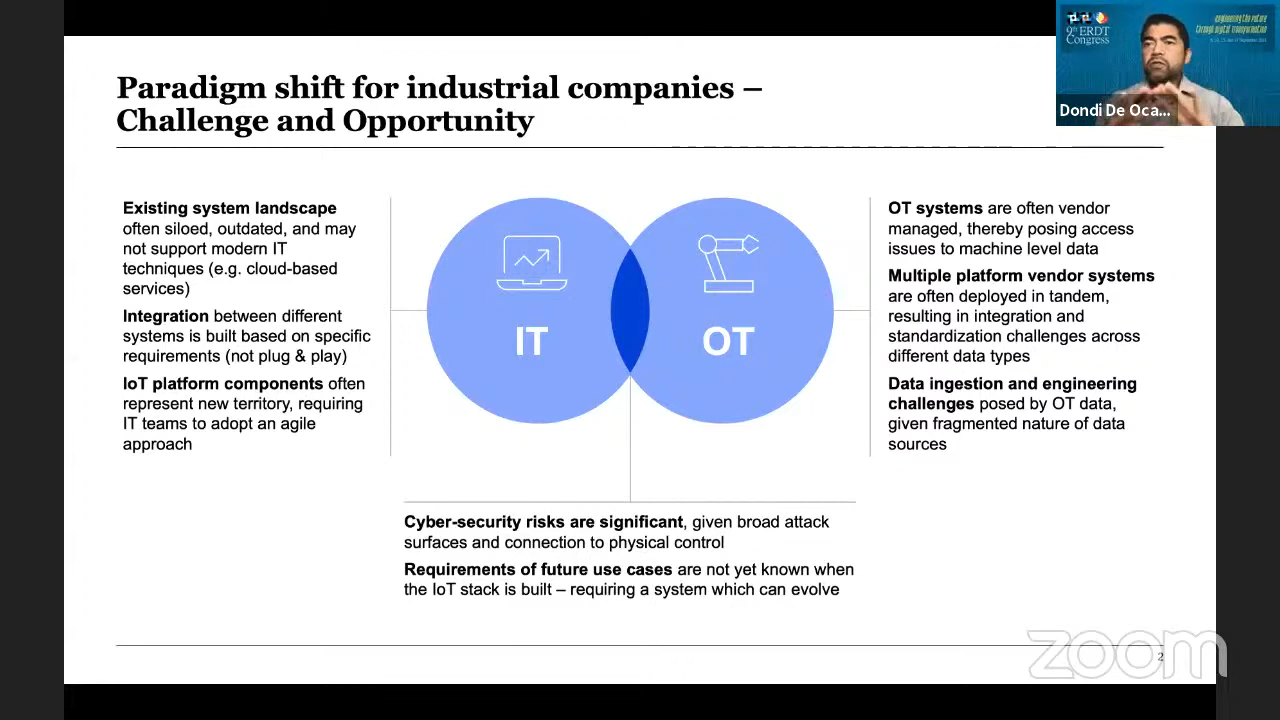 Paradigm shift for industrial companies –
Challenge and Opportunity
9th ERDT
Congress
engineering the future
through digital transformation
Dondi De Oca...
Existing system landscape
often siloed, outdated, and may
not support modern IT
techniques (e.g. cloud-based
services)
Integration between different
systems is built based on specific
requirements (not plug & play)
IoT platform components often
represent new territory, requiring
IT teams to adopt an agile
approach
IT
OT
OT systems are often vendor
managed, thereby posing access
issues to machine level data
Multiple platform vendor systems
are often deployed in tandem,
resulting in integration and
standardization challenges across
different data types
Data ingestion and engineering
challenges posed by OT data,
given fragmented nature of data
sources
Cyber-security risks are significant, given broad attack
surfaces and connection to physical control
Requirements of future use cases are not yet known when
the IoT stack is built – requiring a system which can evolve
zoom
2